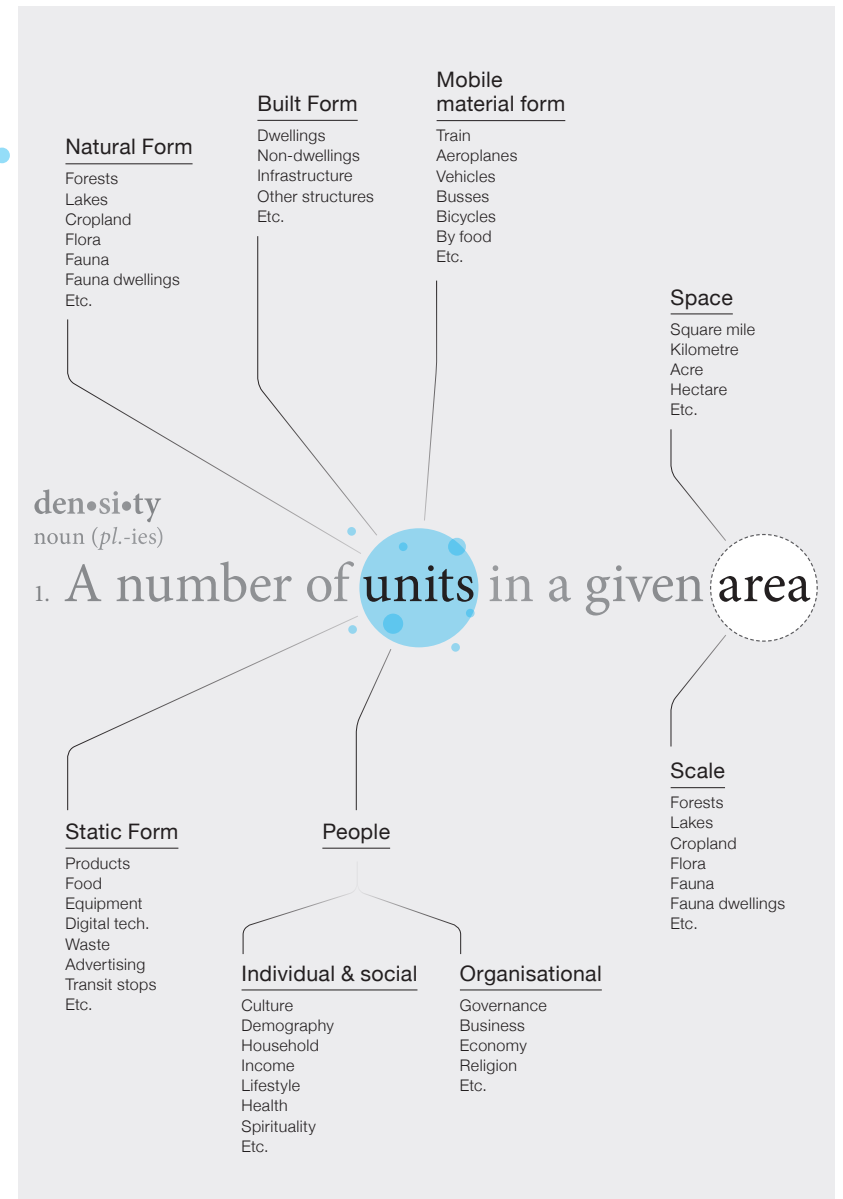 Mobile
material form
Train
Aeroplanes
Vehicles
Busses
Bicycles
By food
Etc.
Built Form
Dwellings
Non-dwellings
Infrastructure
Other structures
Etc.
Natural Form
Forests
Lakes
Cropland
Flora
Fauna
Fauna dwellings
Etc.
Space
Square mile
Kilometre
Acre
Hectare
Etc.
den•si•ty
noun (pl.-ies)
1. A number of units in a given area
Static Form
Products
Food
Equipment
Digital tech.
Waste
Advertising
Transit stops
Etc.
People
Individual & social
Culture
Demography
Household
Income
Lifestyle
Health
Spirituality
Etc.
Organisational
Governance
Business
Economy
Religion
Etc.
Scale
Forests
Lakes
Cropland
Flora
Fauna
Fauna dwellings
Etc.